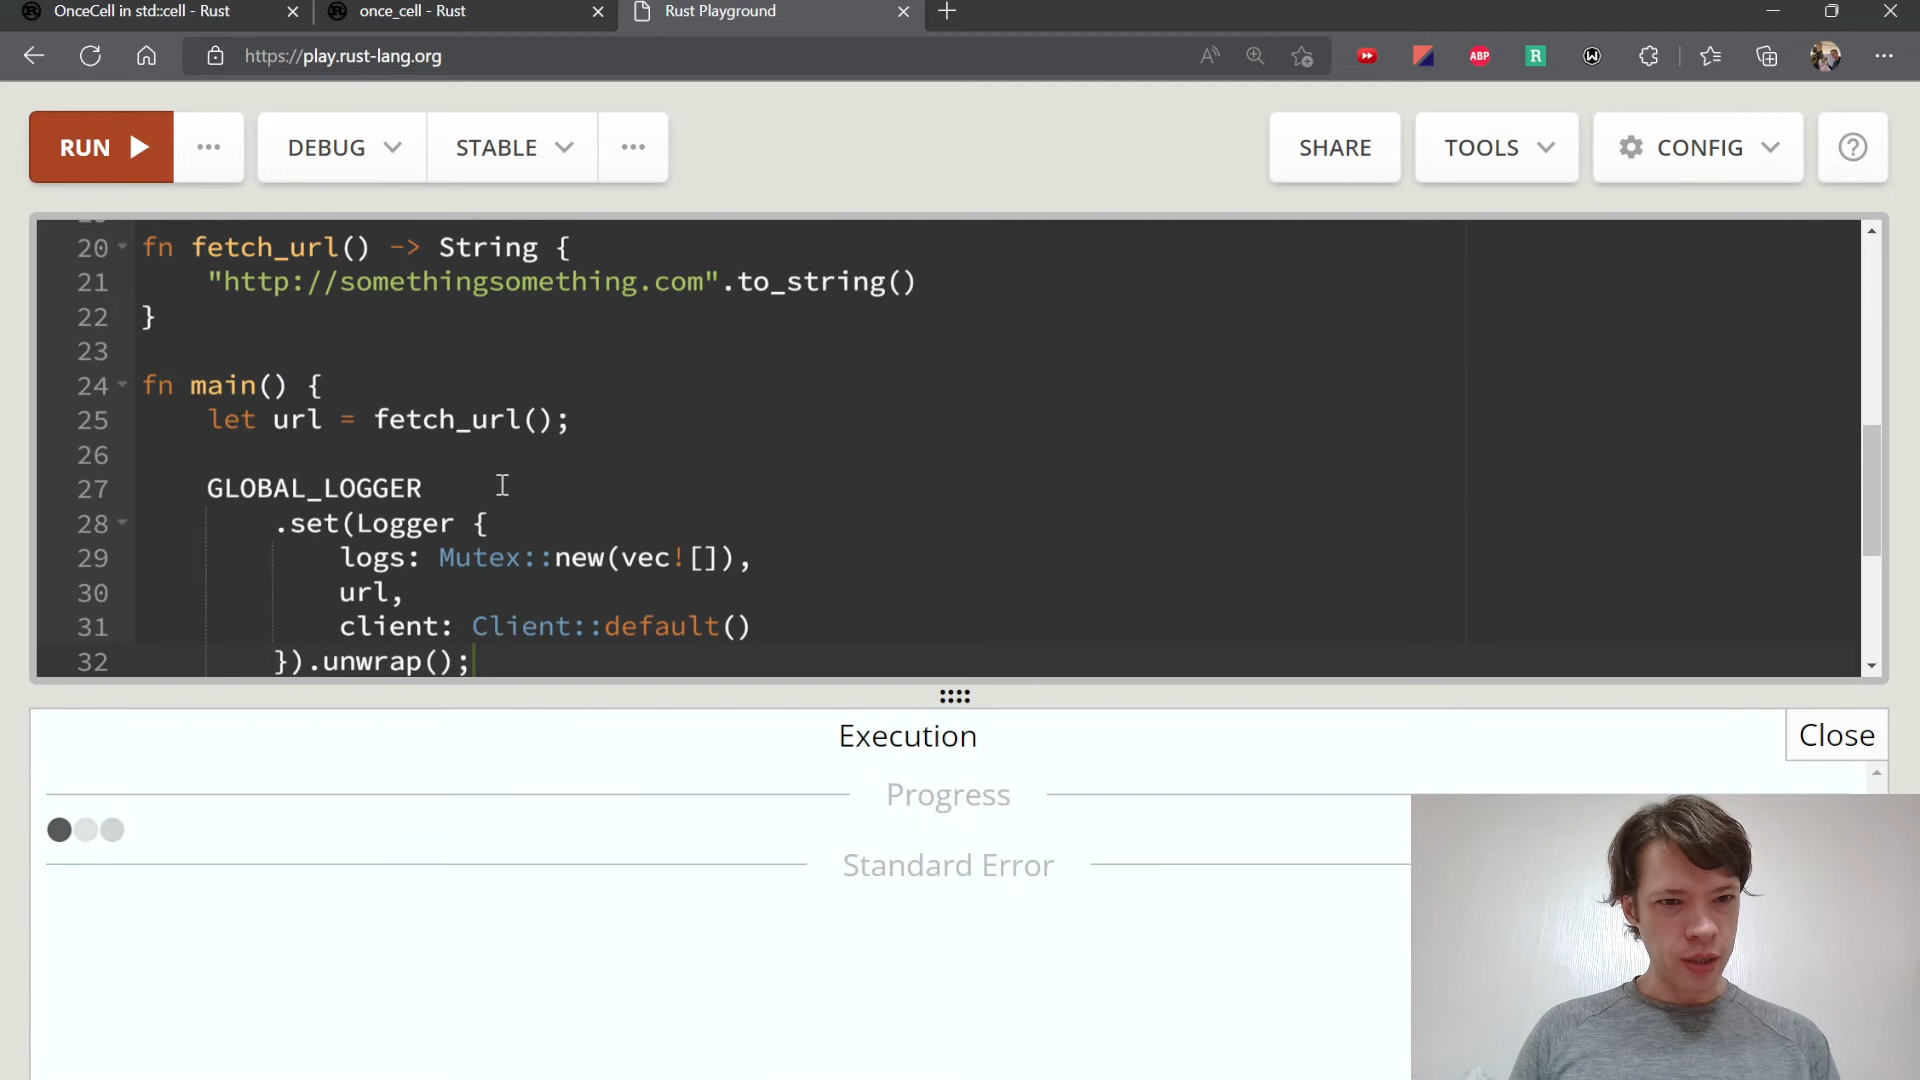 OnceCell in std::cell - Rust
once_cell - Rust
Rust Playground
https://play.rust-lang.org
ABP
R
W
RUN
DEBUG
STABLE
SHARE
TOOLS
CONFIG
20 fn fetch_url() -> String {
21 "http://somethingsomething.com".to_string()
22 }
23
24 fn main() {
25 let url = fetch_url();
26
27 GLOBAL_LOGGER
28 .set(Logger {
29 logs: Mutex::new(vec![]),
30 url,
31 client: Client::default()
32 }).unwrap();
Execution
Close
Progress
Standard Error